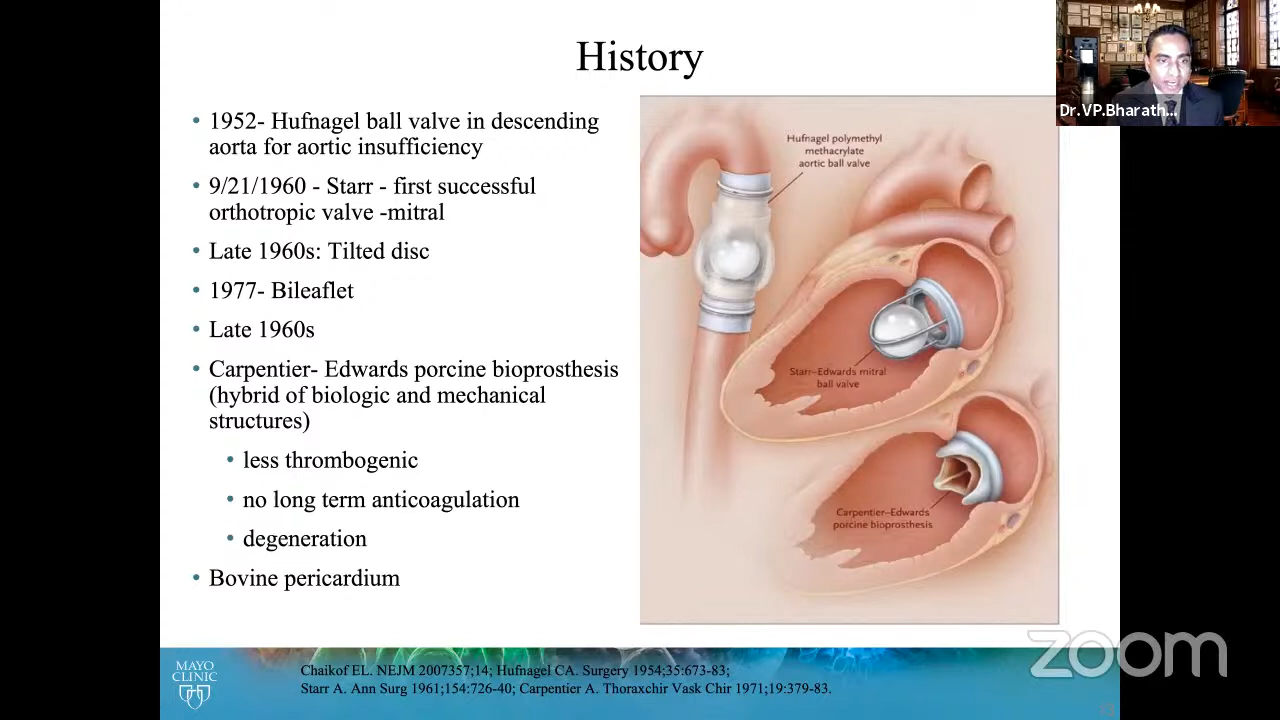 History
Dr.VP.Bharath...
• 1952- Hufnagel ball valve in descending
aorta for aortic insufficiency
• 9/21/1960 - Starr - first successful
orthotropic valve -mitral
• Late 1960s: Tilted disc
• 1977- Bileaflet
• Late 1960s
• Carpentier- Edwards porcine bioprosthesis
(hybrid of biologic and mechanical
structures)
• less thrombogenic
• no long term anticoagulation
• degeneration
• Bovine pericardium
Hufnagel polymethyl
methacrylate
aortic ball valve
Starr–Edwards mitral
ball valve
Carpentier–Edwards
porcine bioprosthesis
MAYO
CLINIC
Chaikof EL. NEJM 2007357;14; Hufnagel CA. Surgery 1954;35:673-83;
Starr A. Ann Surg 1961;154:726-40; Carpentier A. Thoraxchir Vask Chir 1971;19:379-83.
zoom